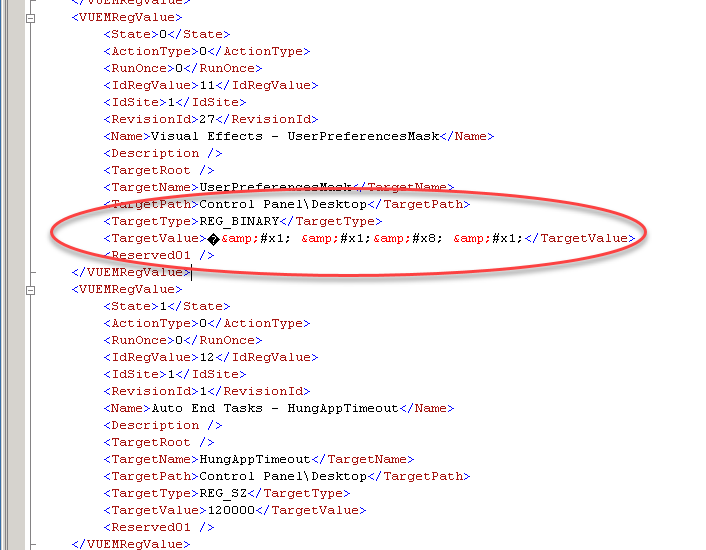 </VUEMRegValue>
<VUEMRegValue>
<State>0</State>
<ActionType>0</ActionType>
<RunOnce>0</RunOnce>
<IdRegValue>11</IdRegValue>
<IdSite>1</IdSite>
<RevisionId>27</RevisionId>
<Name>Visual Effects - UserPreferencesMask</Name>
<Description />
<TargetRoot />
<TargetName>UserPreferencesMask</TargetName>
<TargetPath>Control Panel\Desktop</TargetPath>
<TargetType>REG_BINARY</TargetType>
<TargetValue>�&amp;#x1; &amp;#x1;&amp;#x8; &amp;#x1;</TargetValue>
<Reserved01 />
</VUEMRegValue>
<VUEMRegValue>
<State>1</State>
<ActionType>0</ActionType>
<RunOnce>0</RunOnce>
<IdRegValue>12</IdRegValue>
<IdSite>1</IdSite>
<RevisionId>1</RevisionId>
<Name>Auto End Tasks - HungAppTimeout</Name>
<Description />
<TargetRoot />
<TargetName>HungAppTimeout</TargetName>
<TargetPath>Control Panel\Desktop</TargetPath>
<TargetType>REG_SZ</TargetType>
<TargetValue>120000</TargetValue>
<Reserved01 />
</VUEMRegValue>